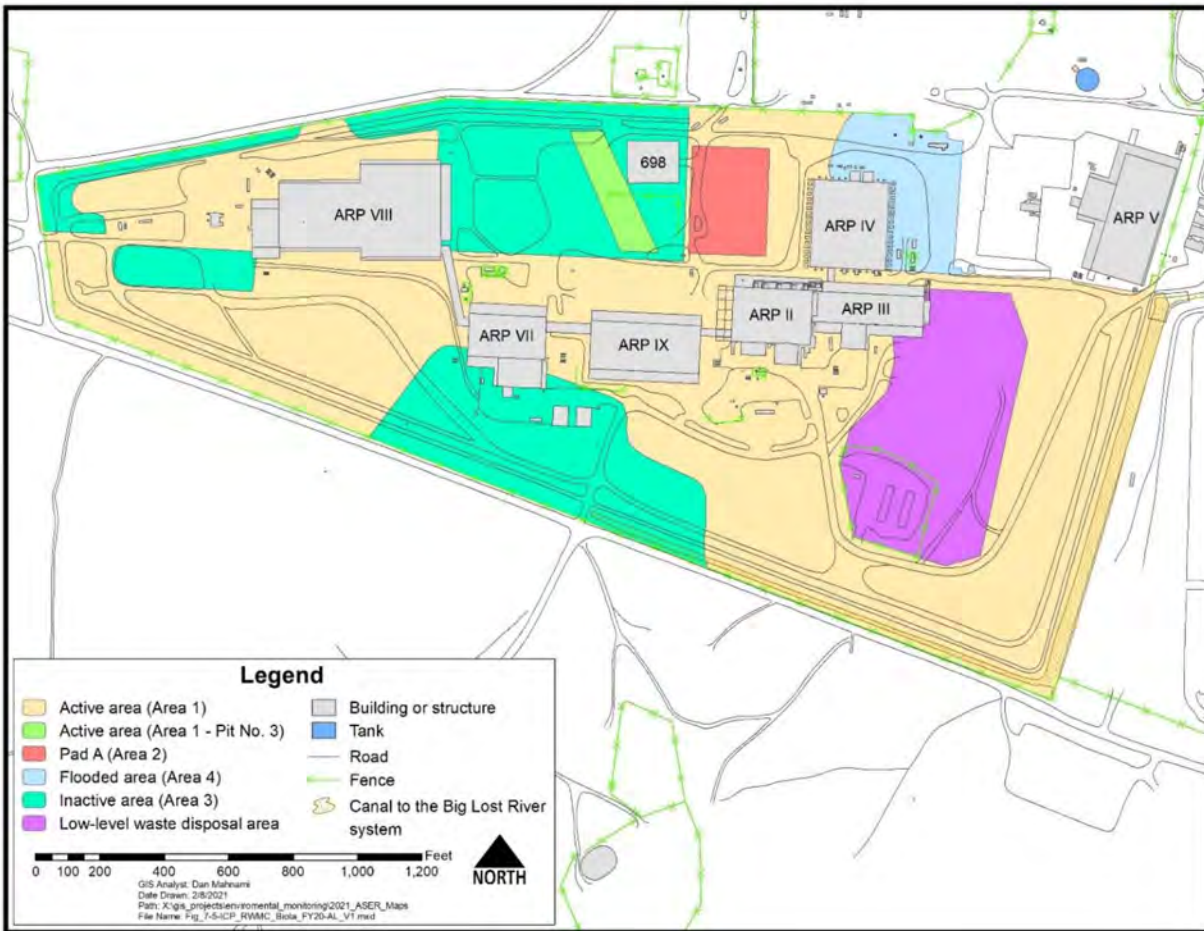 698
ARP VIII
ARP IV
ARP V
ARP II
ARP III
ARP VII
ARP IX
Legend
Active area (Area 1)
Active area (Area 1 - Pit No. 3)
Pad A (Area 2)
Flooded area (Area 4)
Inactive area (Area 3)
Low-level waste disposal area
Building or structure
Tank
Road
Fence
Canal to the Big Lost River
system
Feet
0 100 200 400 600 800 1,000 1,200
NORTH
GIS Analyst: Dan Mahnami
Date Drawn: 2/8/2021
Path: X:\gis_projects\enviromental_monitoring\2021_ASER_Maps
File Name: Fig_7-5-ICP_RWMC_Biota_FY20-AL_V1.mxd